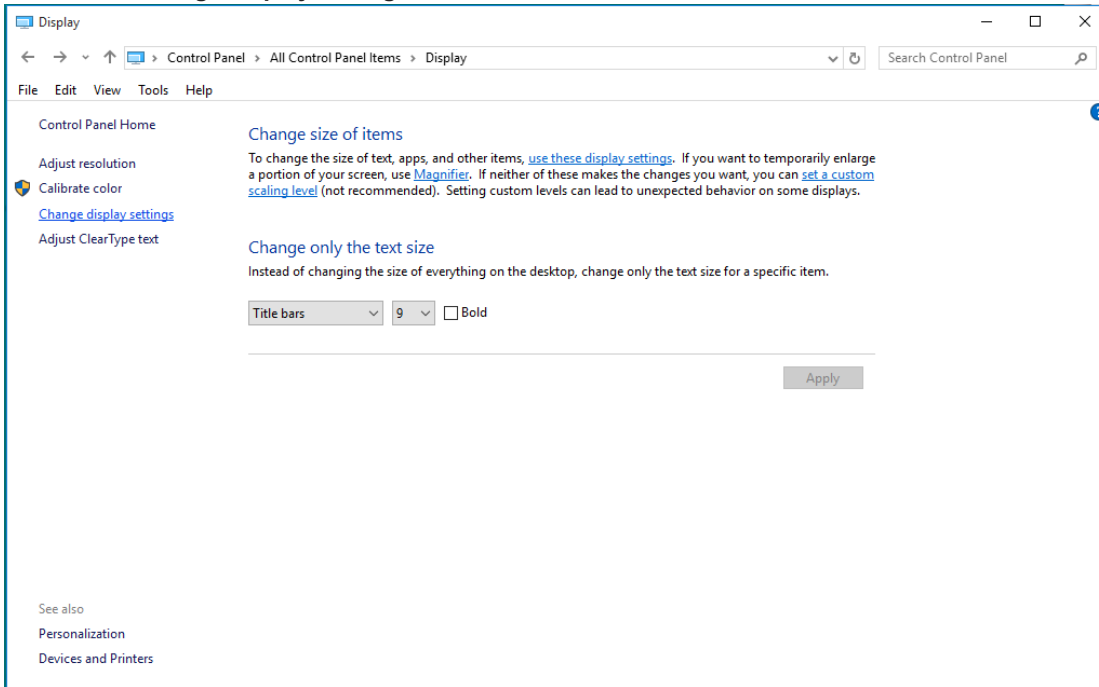 Display
Control Panel > All Control Panel Items > Display
Search Control Panel
File Edit View Tools Help
Control Panel Home
Adjust resolution
Calibrate color
Change display settings
Adjust ClearType text
Change size of items
To change the size of text, apps, and other items, use these display settings. If you want to temporarily enlarge
a portion of your screen, use Magnifier. If neither of these makes the changes you want, you can set a custom
scaling level (not recommended). Setting custom levels can lead to unexpected behavior on some displays.
Change only the text size
Instead of changing the size of everything on the desktop, change only the text size for a specific item.
Title bars 9 Bold
Apply
See also
Personalization
Devices and Printers